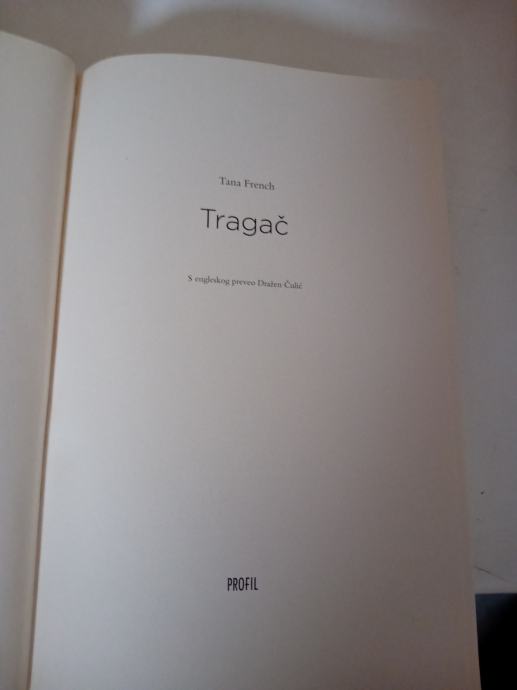 Tana French
Tragač
S engleskog preveo Dražen Čulić
PROFIL